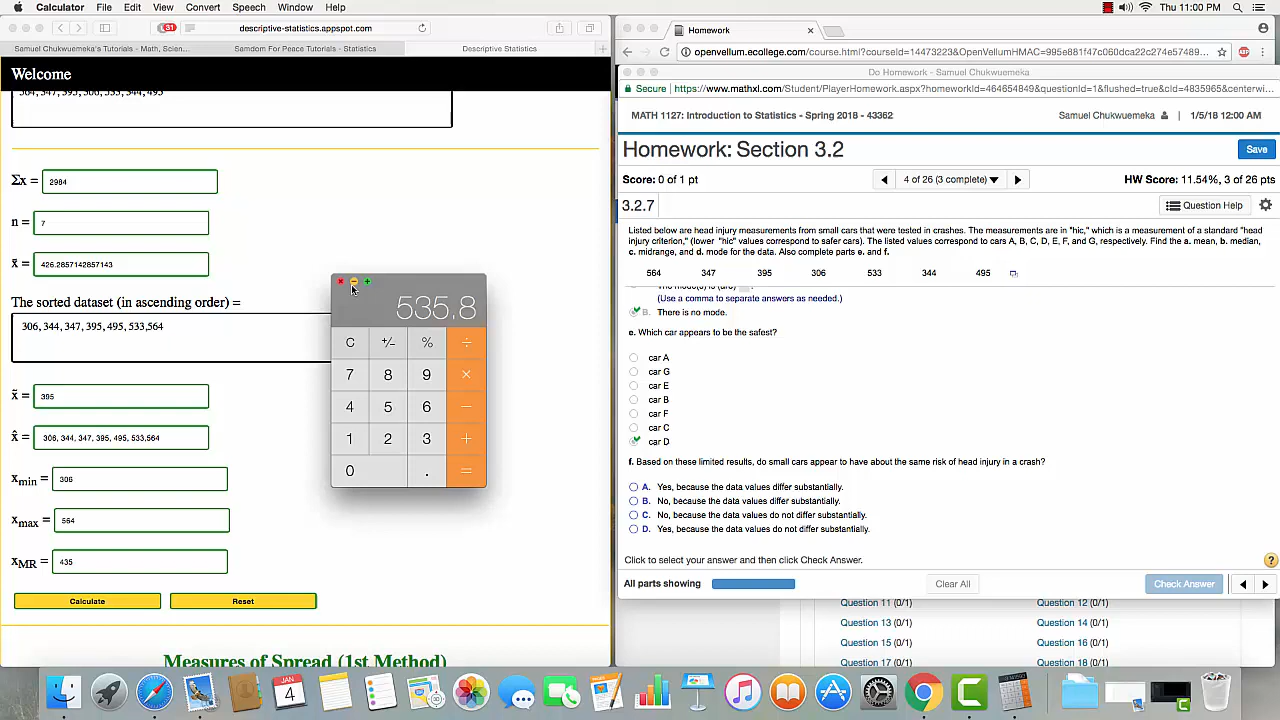 Calculator File Edit View Convert Speech Window Help Thu 11:00 PM
31 descriptive-statistics.appspot.com
Samuel Chukwuemeka's Tutorials - Math, Scien... Samdom For Peace Tutorials - Statistics Descriptive Statistics
Welcome
564, 347, 395, 306, 533, 344, 495
Σx = 2984
n = 7
x̄ = 426.2857142857143
The sorted dataset (in ascending order) =
306, 344, 347, 395, 495, 533,564
x̃ = 395
x̂ = 306, 344, 347, 395, 495, 533,564
xmin = 306
xmax = 564
xMR = 435
Calculate Reset
Measures of Spread (1st Method)
535.8
C +/- % ÷
7 8 9 ×
4 5 6 −
1 2 3 +
0 . =
Homework
openvellum.ecollege.com/course.html?courseId=14473223&OpenVellumHMAC=995e881f47c060dca22c274e57489...
Do Homework - Samuel Chukwuemeka
Secure https://www.mathxl.com/Student/PlayerHomework.aspx?homeworkId=464654849&questionId=1&flushed=true&cId=4835965&centerwi...
MATH 1127: Introduction to Statistics - Spring 2018 - 43362 Samuel Chukwuemeka 1/5/18 12:00 AM
Homework: Section 3.2 Save
Score: 0 of 1 pt 4 of 26 (3 complete) HW Score: 11.54%, 3 of 26 pts
3.2.7 Question Help
Listed below are head injury measurements from small cars that were tested in crashes. The measurements are in "hic," which is a measurement of a standard "head
injury criterion," (lower "hic" values correspond to safer cars). The listed values correspond to cars A, B, C, D, E, F, and G, respectively. Find the a. mean, b. median,
c. midrange, and d. mode for the data. Also complete parts e. and f.
564 347 395 306 533 344 495
The mode(s) is (are)
(Use a comma to separate answers as needed.)
B. There is no mode.
e. Which car appears to be the safest?
car A
car G
car E
car B
car F
car C
car D
f. Based on these limited results, do small cars appear to have about the same risk of head injury in a crash?
A. Yes, because the data values differ substantially.
B. No, because the data values differ substantially.
C. No, because the data values do not differ substantially.
D. Yes, because the data values do not differ substantially.
Click to select your answer and then click Check Answer. ?
All parts showing Clear All Check Answer
Question 11 (0/1) Question 12 (0/1)
Question 13 (0/1) Question 14 (0/1)
Question 15 (0/1) Question 16 (0/1)
Question 17 (0/1) Question 18 (0/1)
JAN
4